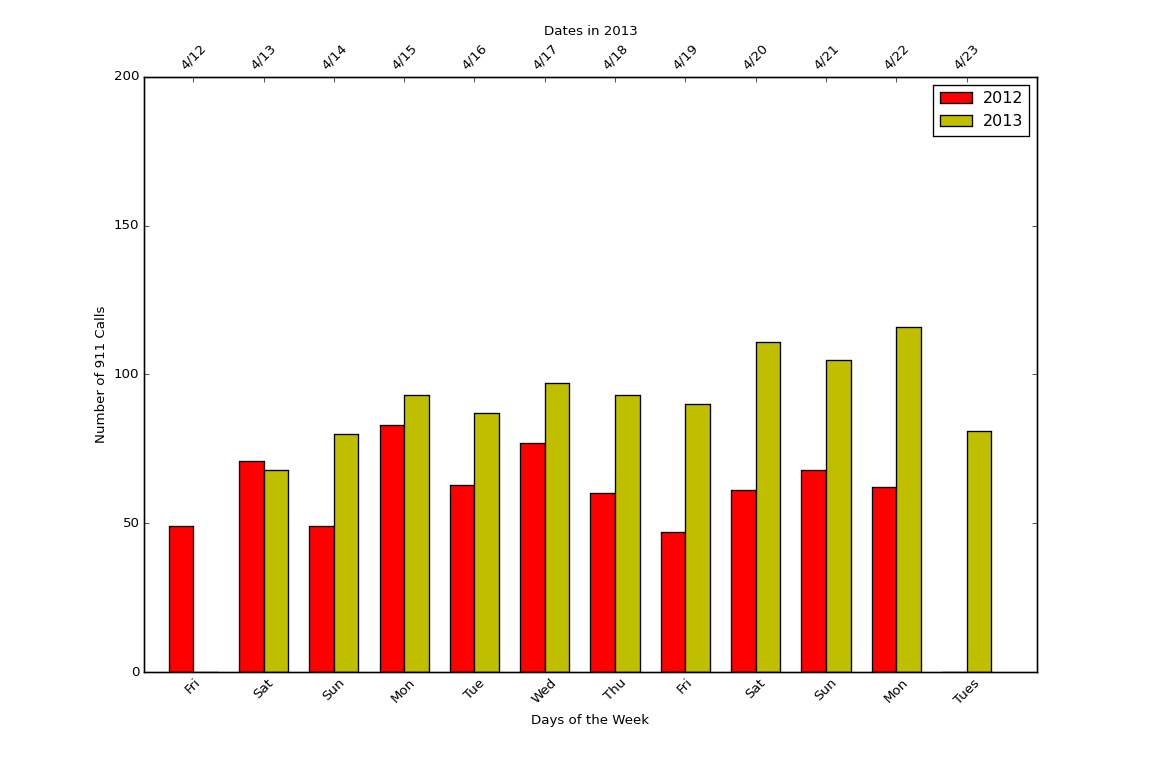 Dates in 2013
4/12 4/13 4/14 4/15 4/16 4/17 4/18 4/19 4/20 4/21 4/22 4/23
2012
2013
200
150
100
50
0
Number of 911 Calls
Fri Sat Sun Mon Tue Wed Thu Fri Sat Sun Mon Tues
Days of the Week